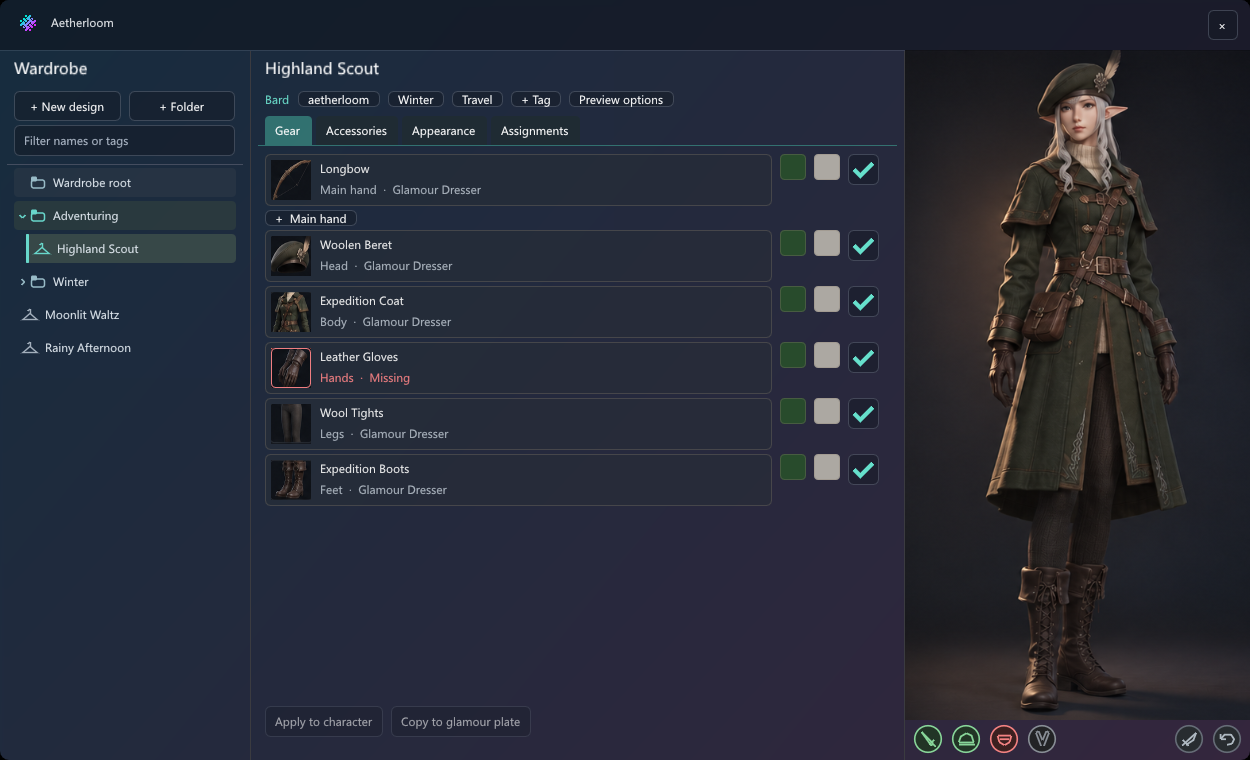 Aetherloom
×
Wardrobe
+ New design
+ Folder
Filter names or tags
Wardrobe root
Adventuring
Highland Scout
Winter
Moonlit Waltz
Rainy Afternoon
Highland Scout
Bard aetherloom Winter Travel + Tag Preview options
Gear Accessories Appearance Assignments
Longbow
Main hand · Glamour Dresser
+ Main hand
Woolen Beret
Head · Glamour Dresser
Expedition Coat
Body · Glamour Dresser
Leather Gloves
Hands · Missing
Wool Tights
Legs · Glamour Dresser
Expedition Boots
Feet · Glamour Dresser
Apply to character
Copy to glamour plate